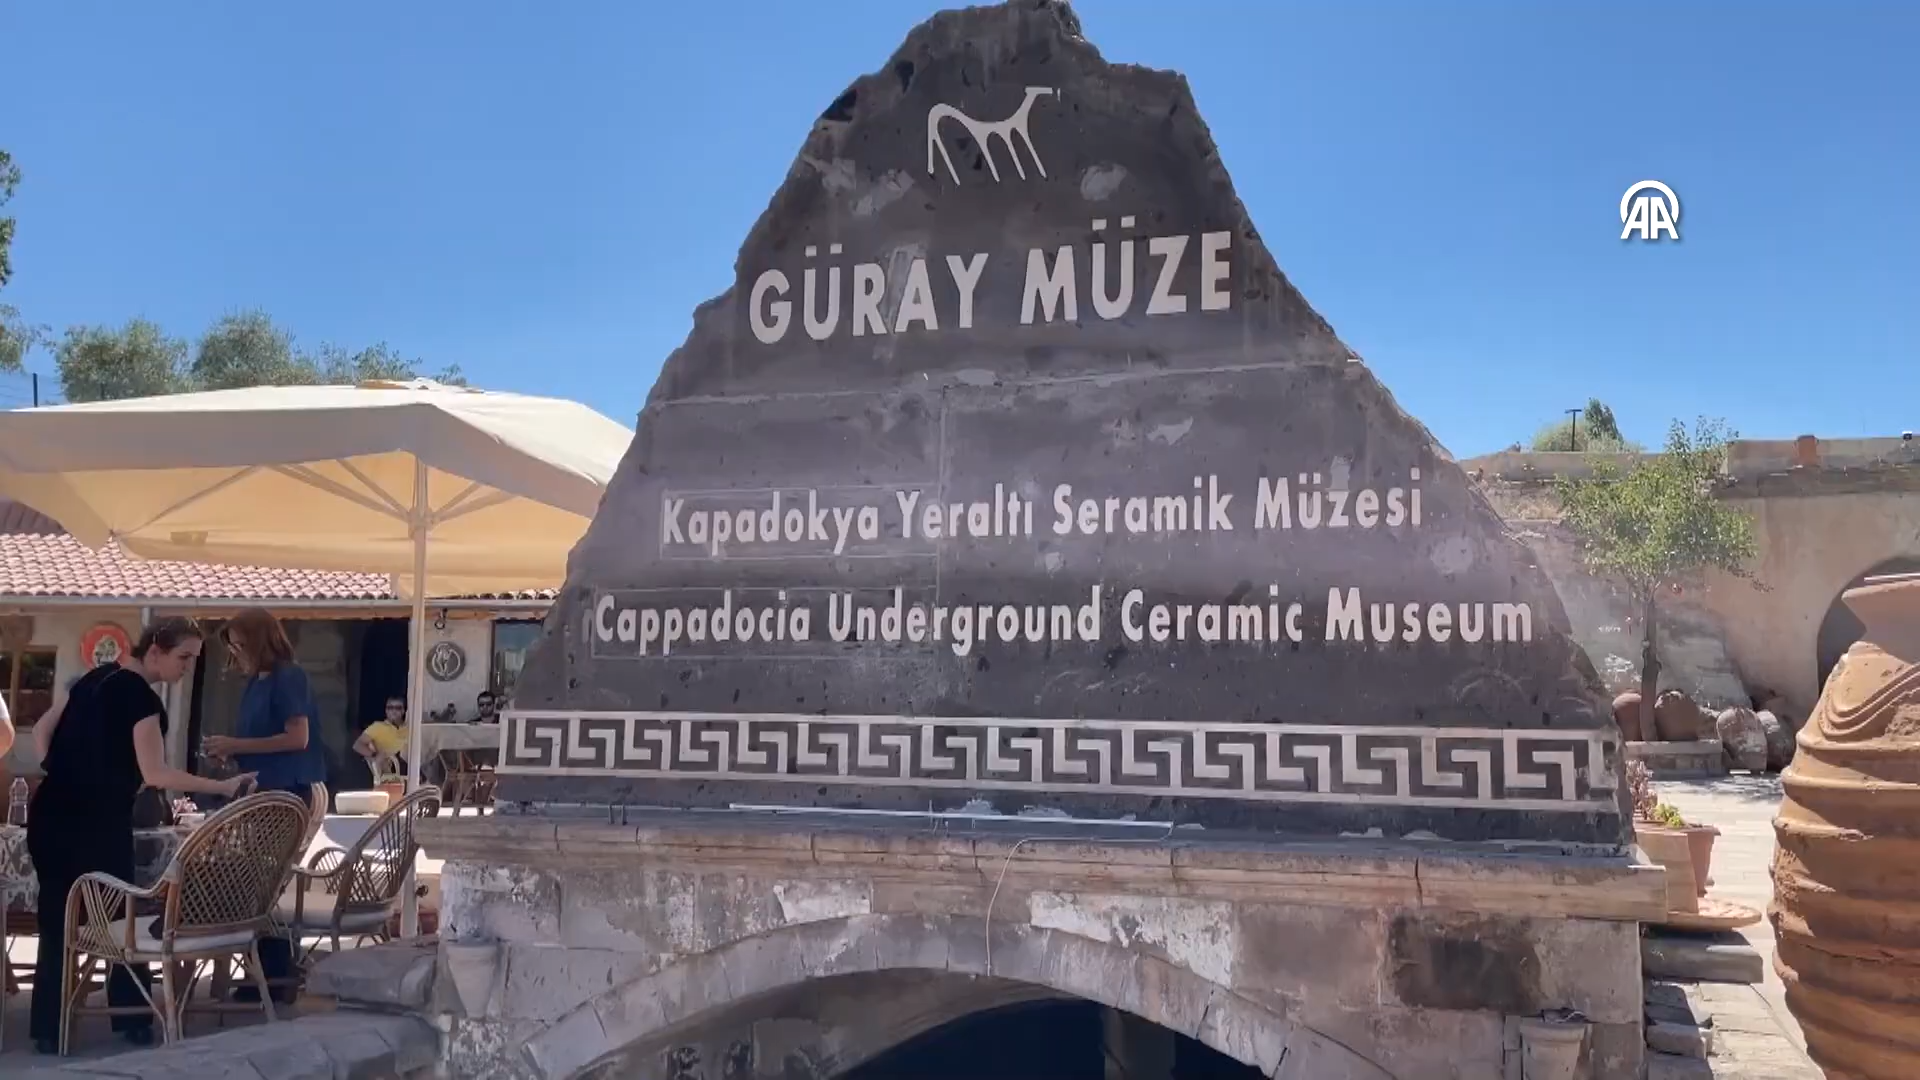 AA
GÜRAY MÜZE
Kapadokya Yeraltı Seramik Müzesi
Cappadocia Underground Ceramic Museum